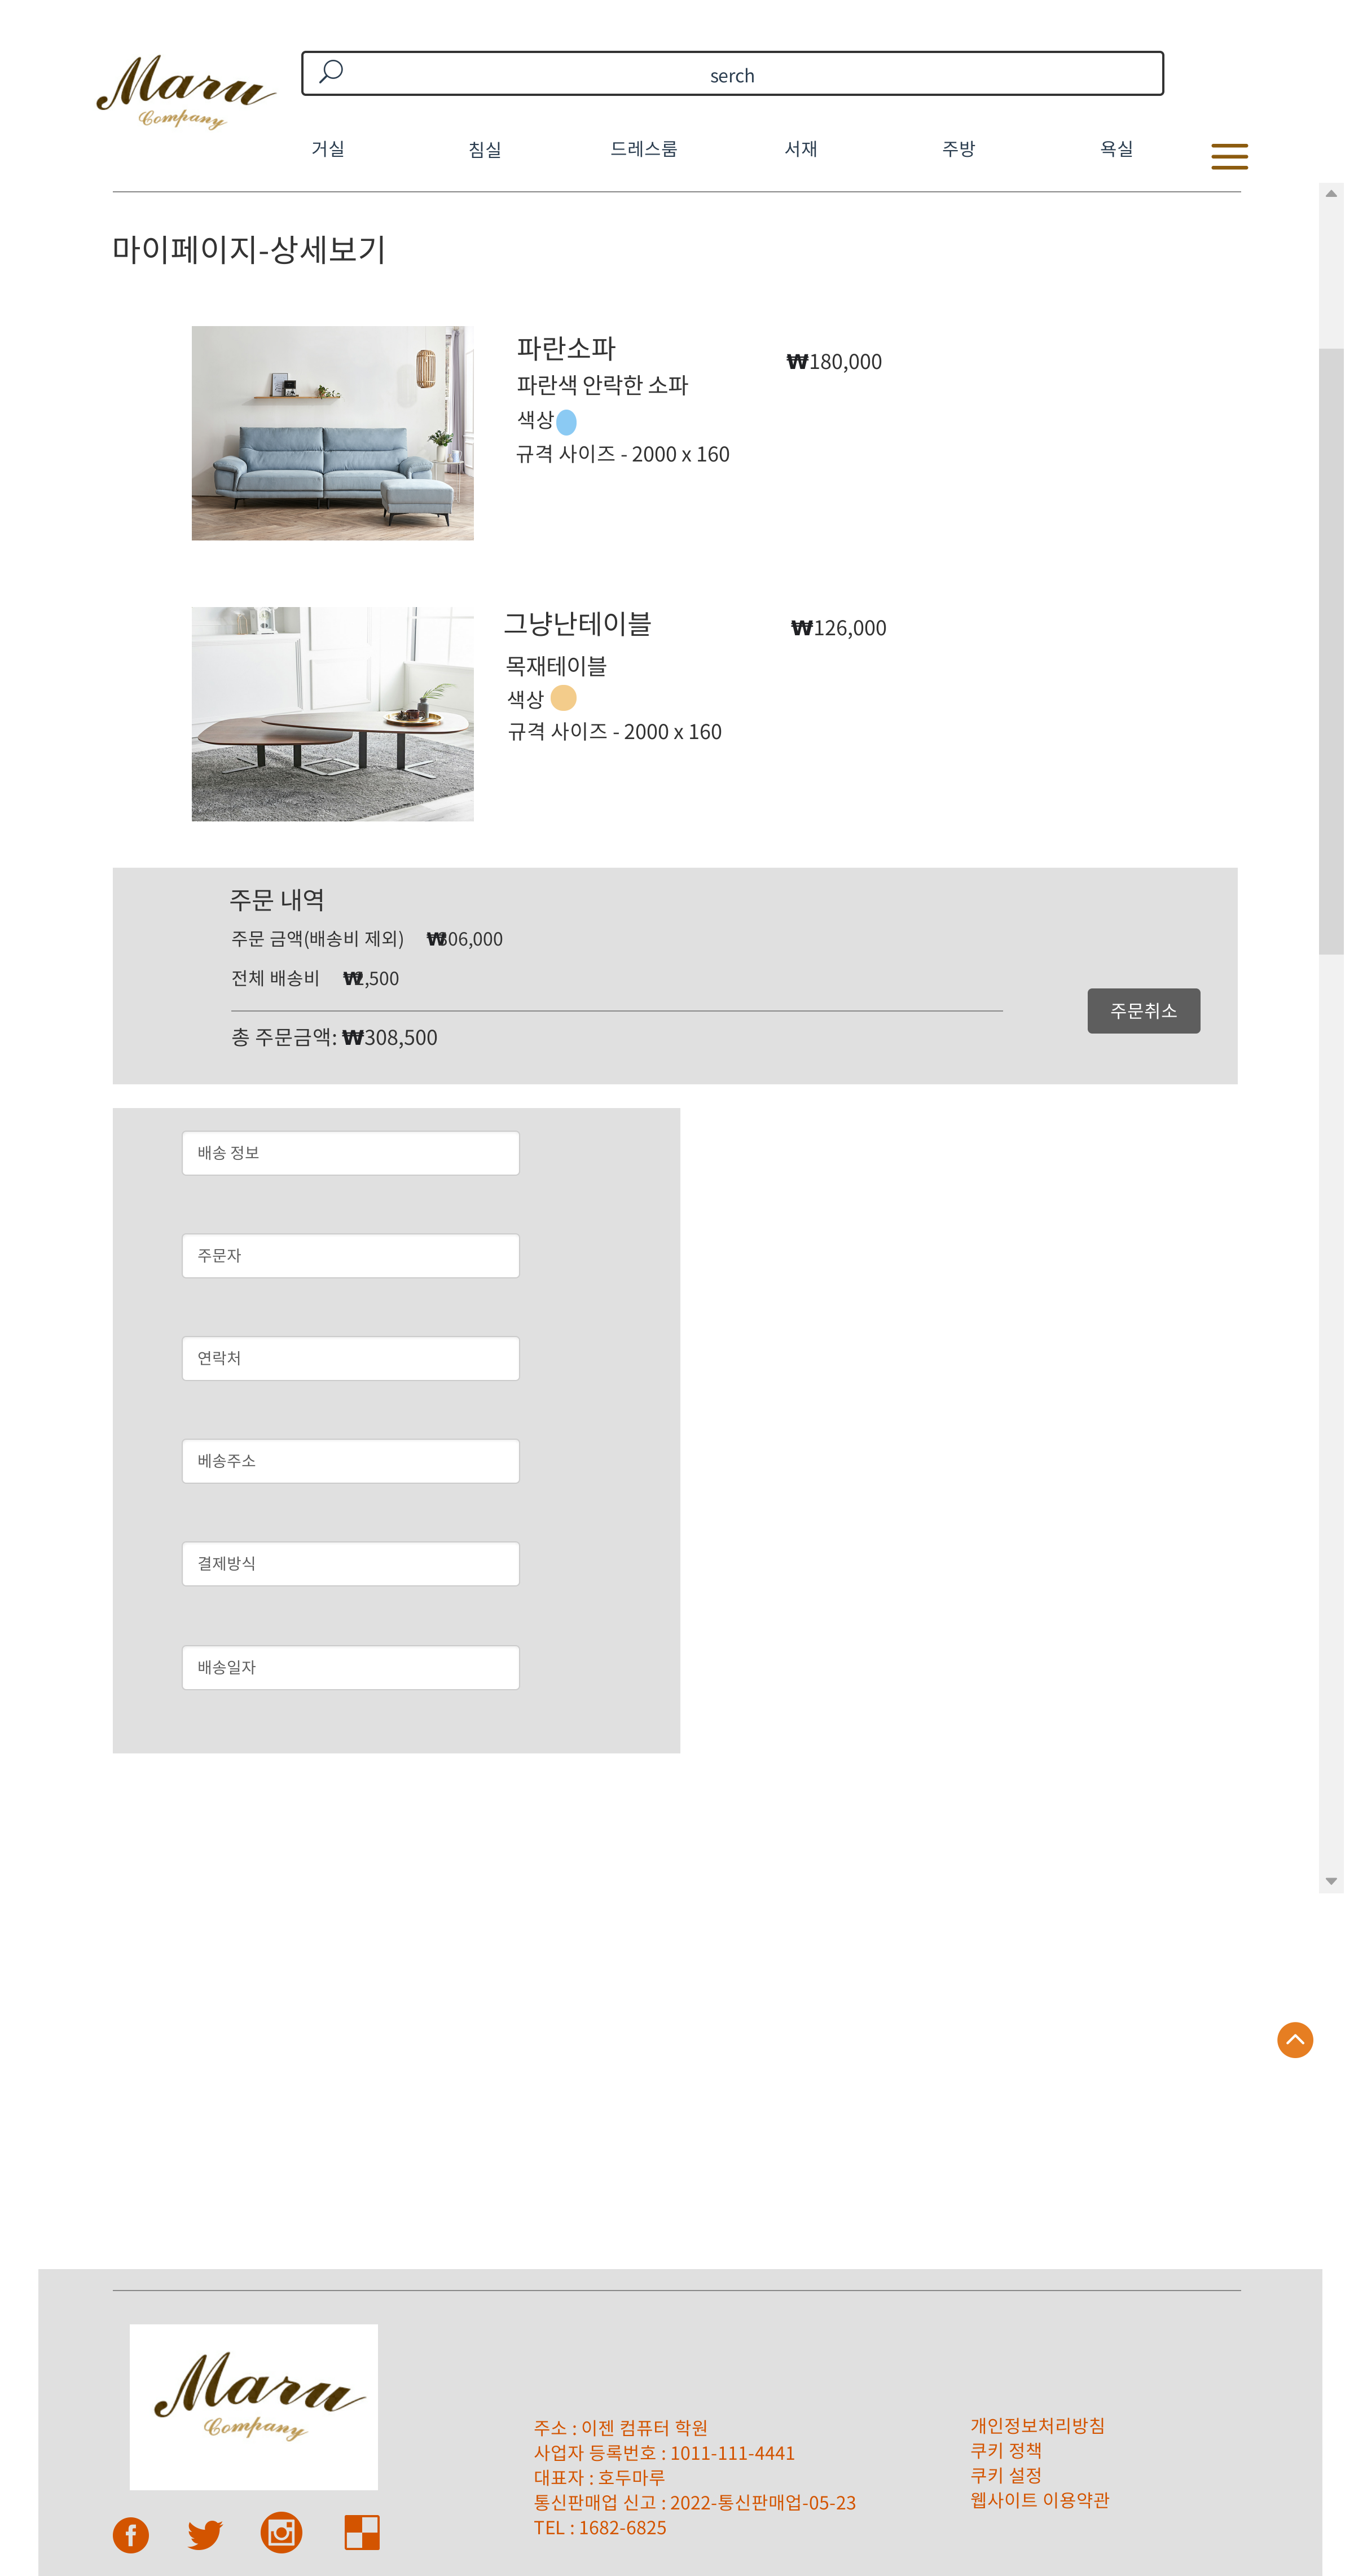 Maru
Company
serch
거실
침실
드레스룸
서재
주방
욕실
마이페이지-상세보기
파란소파
₩180,000
파란색 안락한 소파
색상
규격 사이즈 - 2000 x 160
그냥난테이블
₩126,000
목재테이블
색상
규격 사이즈 - 2000 x 160
주문 내역
주문 금액(배송비 제외) ₩306,000
전체 배송비 ₩2,500
총 주문금액: ₩308,500
주문취소
배송 정보
주문자
연락처
베송주소
결제방식
배송일자
Maru
Company
주소 : 이젠 컴퓨터 학원
사업자 등록번호 : 1011-111-4441
대표자 : 호두마루
통신판매업 신고 : 2022-통신판매업-05-23
TEL : 1682-6825
개인정보처리방침
쿠키 정책
쿠키 설정
웹사이트 이용약관